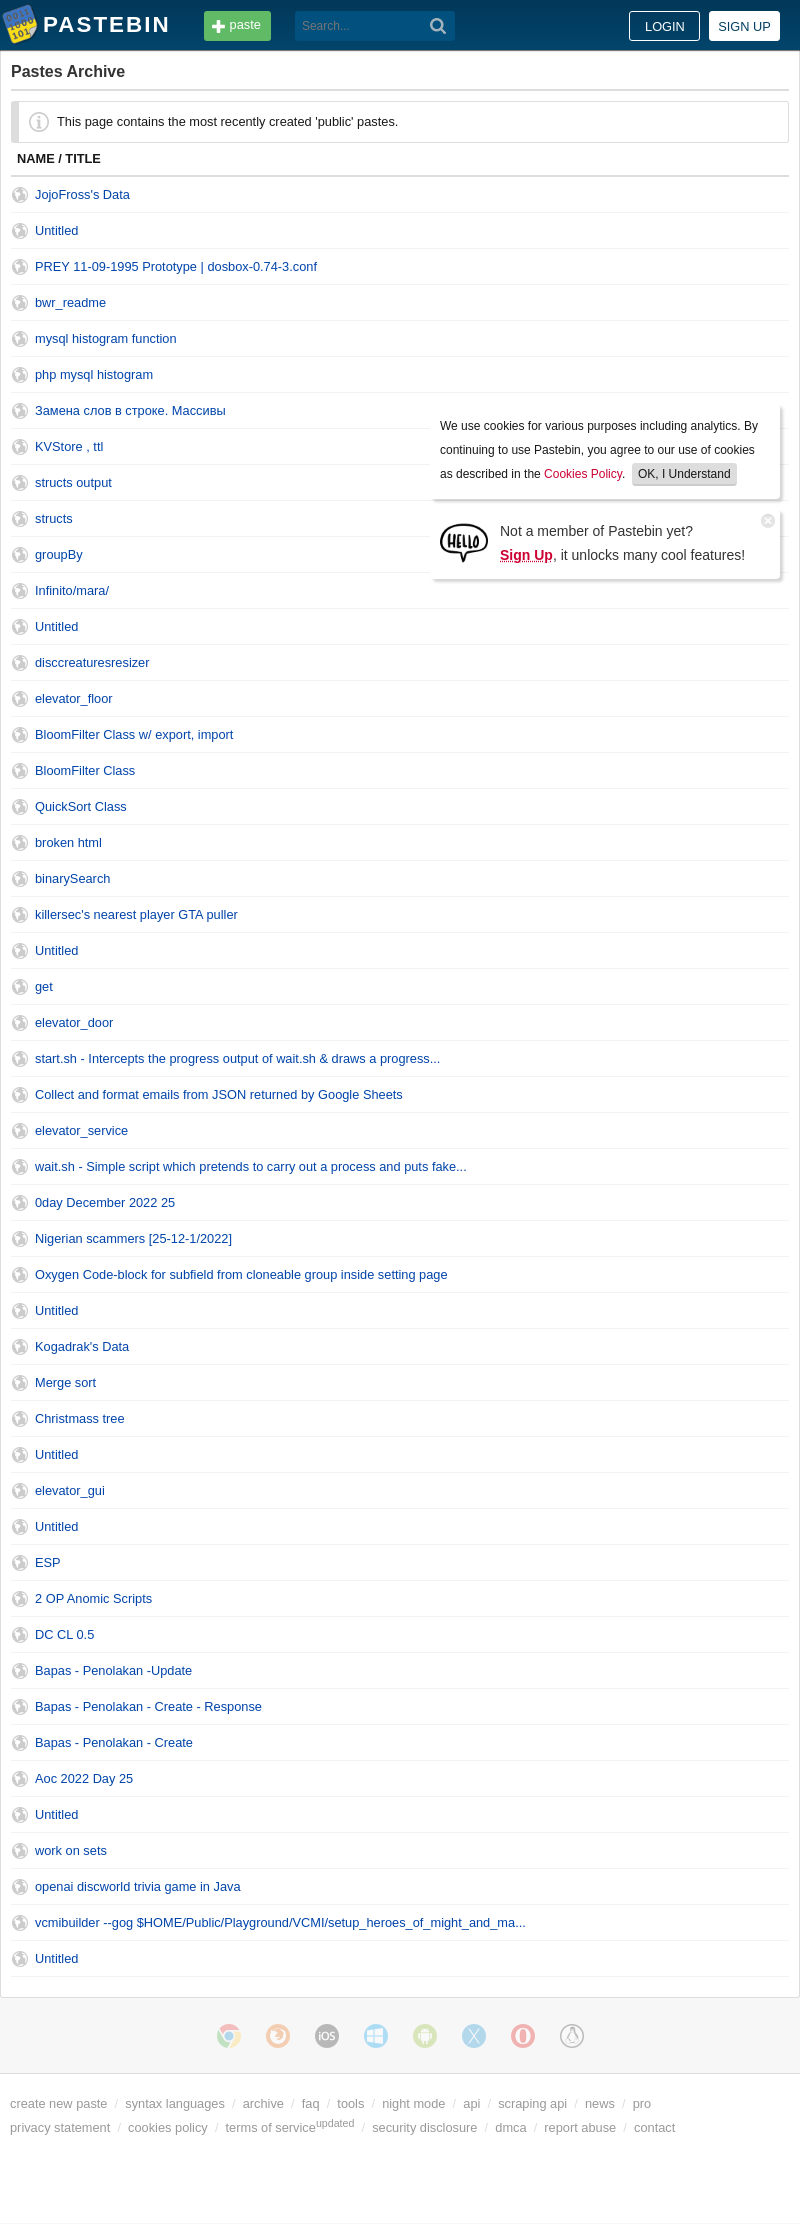 PASTEBIN
paste
Search...
LOGIN
SIGN UP
Pastes Archive
This page contains the most recently created 'public' pastes.
NAME / TITLE
JojoFross's Data
Untitled
PREY 11-09-1995 Prototype | dosbox-0.74-3.conf
bwr_readme
mysql histogram function
php mysql histogram
Замена слов в строке. Массивы
KVStore , ttl
structs output
structs
groupBy
Infinito/mara/
Untitled
disccreaturesresizer
elevator_floor
BloomFilter Class w/ export, import
BloomFilter Class
QuickSort Class
broken html
binarySearch
killersec's nearest player GTA puller
Untitled
get
elevator_door
start.sh - Intercepts the progress output of wait.sh & draws a progress...
Collect and format emails from JSON returned by Google Sheets
elevator_service
wait.sh - Simple script which pretends to carry out a process and puts fake...
0day December 2022 25
Nigerian scammers [25-12-1/2022]
Oxygen Code-block for subfield from cloneable group inside setting page
Untitled
Kogadrak's Data
Merge sort
Christmass tree
Untitled
elevator_gui
Untitled
ESP
2 OP Anomic Scripts
DC CL 0.5
Bapas - Penolakan -Update
Bapas - Penolakan - Create - Response
Bapas - Penolakan - Create
Aoc 2022 Day 25
Untitled
work on sets
openai discworld trivia game in Java
vcmibuilder --gog $HOME/Public/Playground/VCMI/setup_heroes_of_might_and_ma...
Untitled
We use cookies for various purposes including analytics. By
continuing to use Pastebin, you agree to our use of cookies
as described in the Cookies Policy. OK, I Understand
HELLO
Not a member of Pastebin yet?
Sign Up, it unlocks many cool features!
iOS
create new paste / syntax languages / archive / faq / tools / night mode / api / scraping api / news / pro
privacy statement / cookies policy / terms of service updated / security disclosure / dmca / report abuse / contact